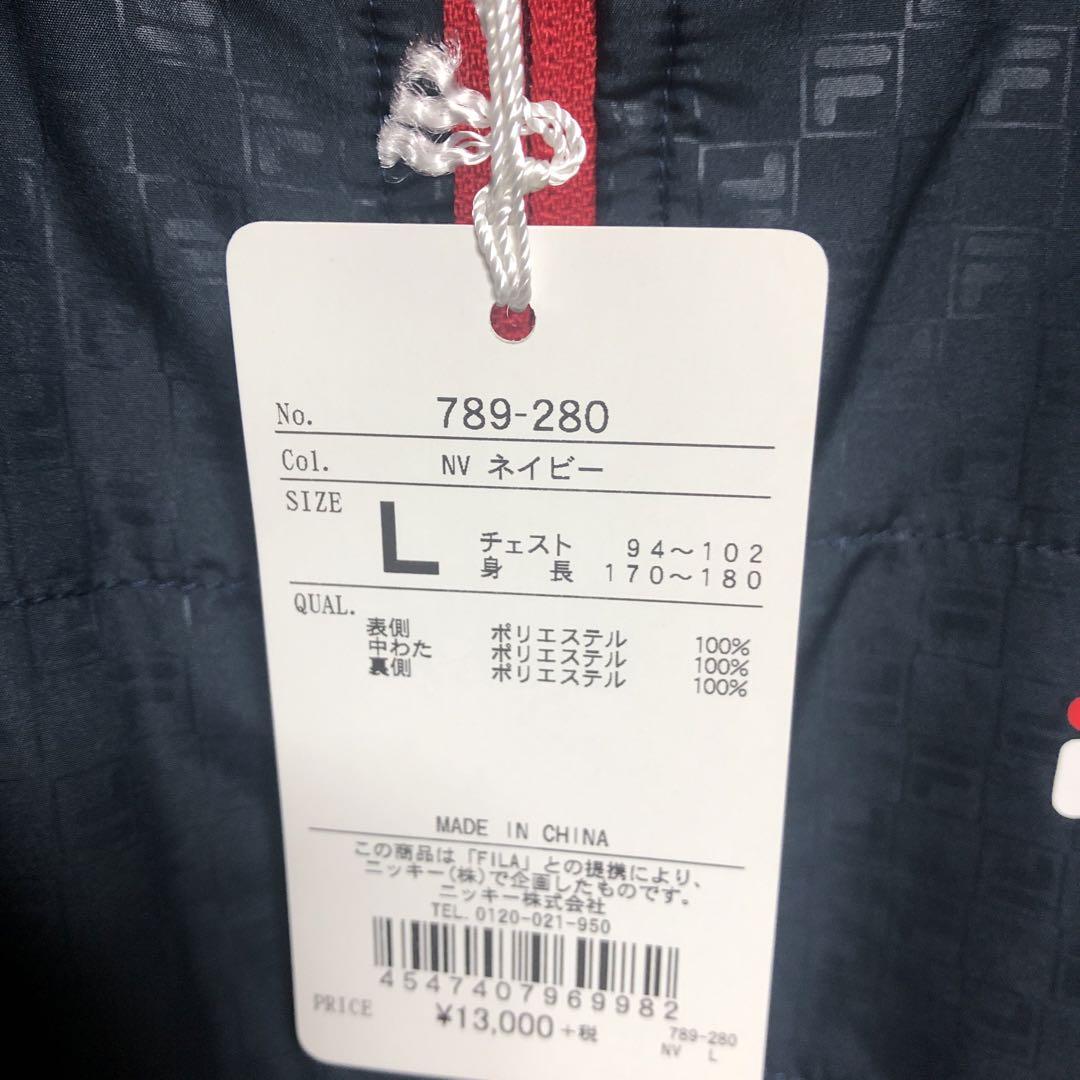 No. 789-280
Col. NV ネイビー
SIZE L チェスト 94～102
身長 170～180
QUAL.
表側 ポリエステル 100%
中わた ポリエステル 100%
裏側 ポリエステル 100%
MADE IN CHINA
この商品は「FILA」との提携により、
ニッキー(株)で企画したものです。
ニッキー株式会社
TEL. 0120-021-950
4547407969982
PRICE ¥13,000 +税
789-280
NV L